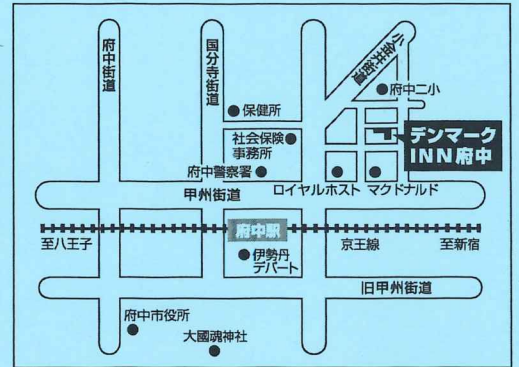 府中街道
国分寺街道
小金井街道
府中二小
保健所
社会保険
事務所
デンマーク
INN府中
府中警察署
ロイヤルホスト
マクドナルド
甲州街道
府中駅
至八王子
京王線
至新宿
伊勢丹
デパート
旧甲州街道
府中市役所
大國魂神社